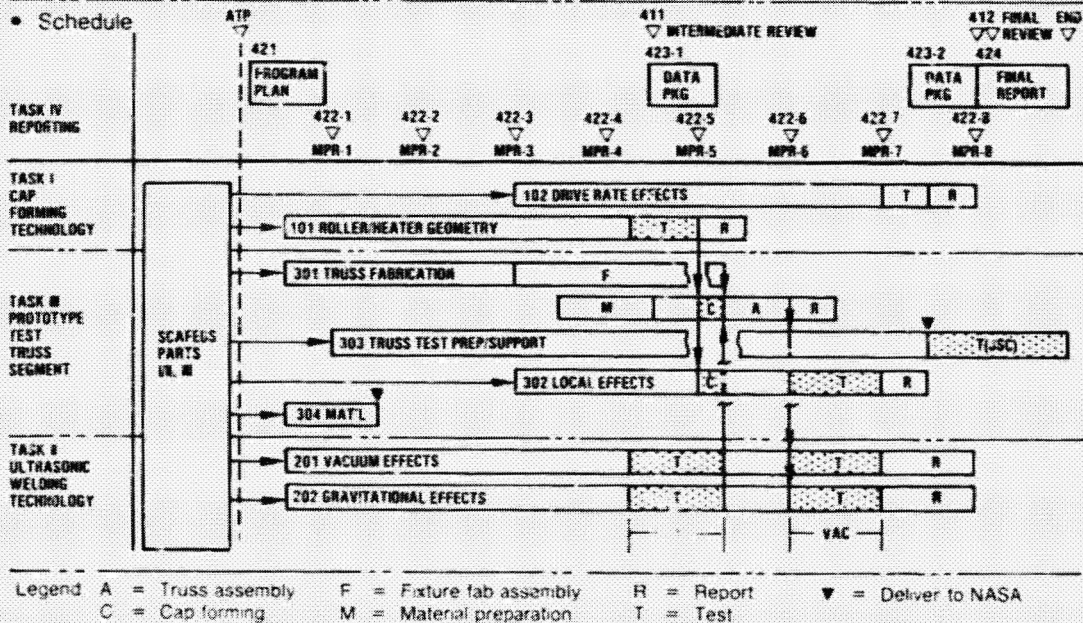 • Schedule
ATP
411
INTERMEDIATE REVIEW
412 FINAL END
REVIEW
421
PROGRAM
PLAN
423-1
DATA
PKG
423-2
DATA
PKG
424
FINAL
REPORT
TASK IV
REPORTING
422-1
MPR-1
422-2
MPR-2
422-3
MPR-3
422-4
MPR-4
422-5
MPR-5
422-6
MPR-6
422-7
MPR-7
422-8
MPR-8
TASK I
CAP
FORMING
TECHNOLOGY
102 DRIVE RATE EFFECTS T R
101 ROLLER/HEATER GEOMETRY T R
TASK III
PROTOTYPE
TEST
TRUSS
SEGMENT
SCAFEDS
PARTS
301 TRUSS FABRICATION F
M C A R
303 TRUSS TEST PREP/SUPPORT T(JSC)
302 LOCAL EFFECTS C T R
304 MAT'L
TASK II
ULTRASONIC
WELDING
TECHNOLOGY
201 VACUUM EFFECTS T T R
202 GRAVITATIONAL EFFECTS T T R
VAC
Legend A = Truss assembly F = Fixture fab assembly R = Report ▼ = Deliver to NASA
C = Cap forming M = Material preparation T = Test